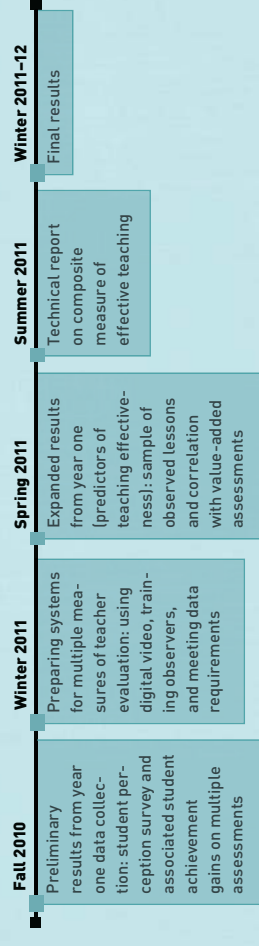 Fall 2010
Preliminary
results from year
one data collec-
tion: student per-
ception survey and
associated student
achievement
gains on multiple
assessments
Winter 2011
Preparing systems
for multiple mea-
sures of teacher
evaluation: using
digital video, train-
ing observers,
and meeting data
requirements
Spring 2011
Expanded results
from year one
(predictors of
teaching effective-
ness): sample of
observed lessons
and correlation
with value-added
assessments
Summer 2011
Technical report
on composite
measure of
effective teaching
Winter 2011–12
Final results